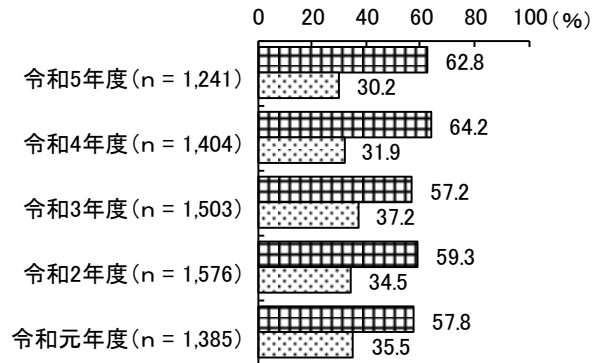 0 20 40 60 80 100（%）
令和5年度（n = 1,241） 62.8
30.2
令和4年度（n = 1,404） 64.2
31.9
令和3年度（n = 1,503） 57.2
37.2
令和2年度（n = 1,576） 59.3
34.5
令和元年度（n = 1,385） 57.8
35.5